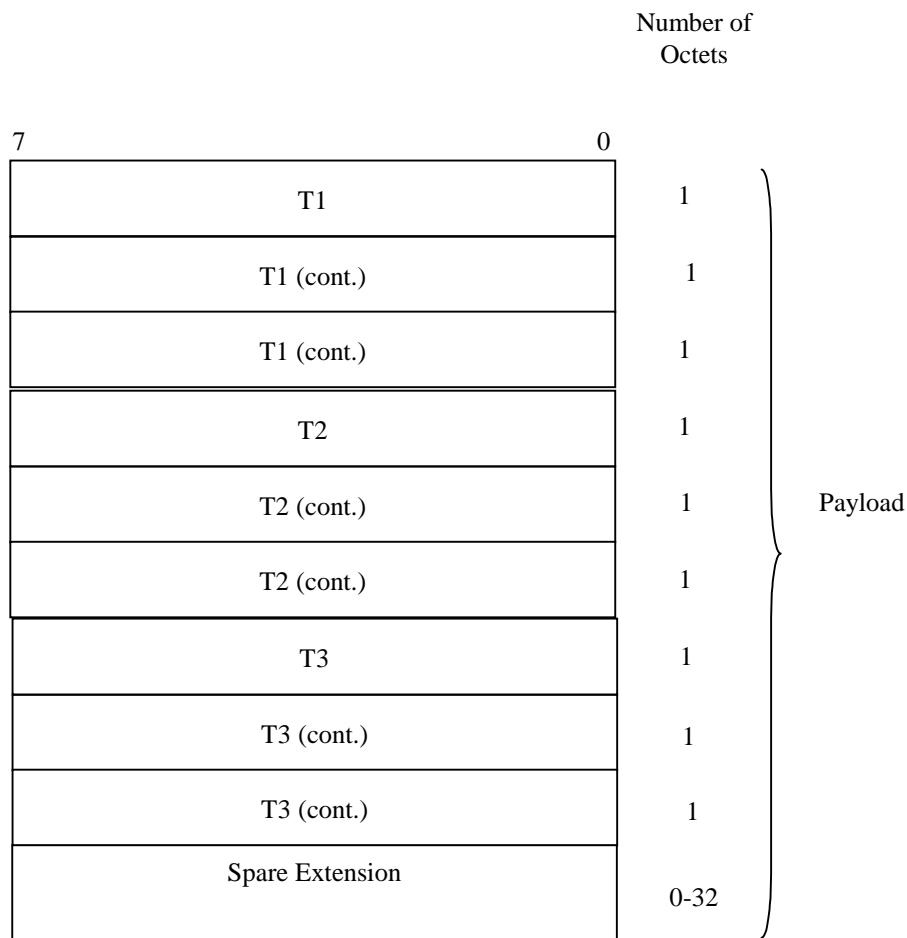 Number of
Octets
7 0
T1 1
T1 (cont.) 1
T1 (cont.) 1
T2 1
T2 (cont.) 1
Payload
T2 (cont.) 1
T3 1
T3 (cont.) 1
T3 (cont.) 1
Spare Extension
0-32